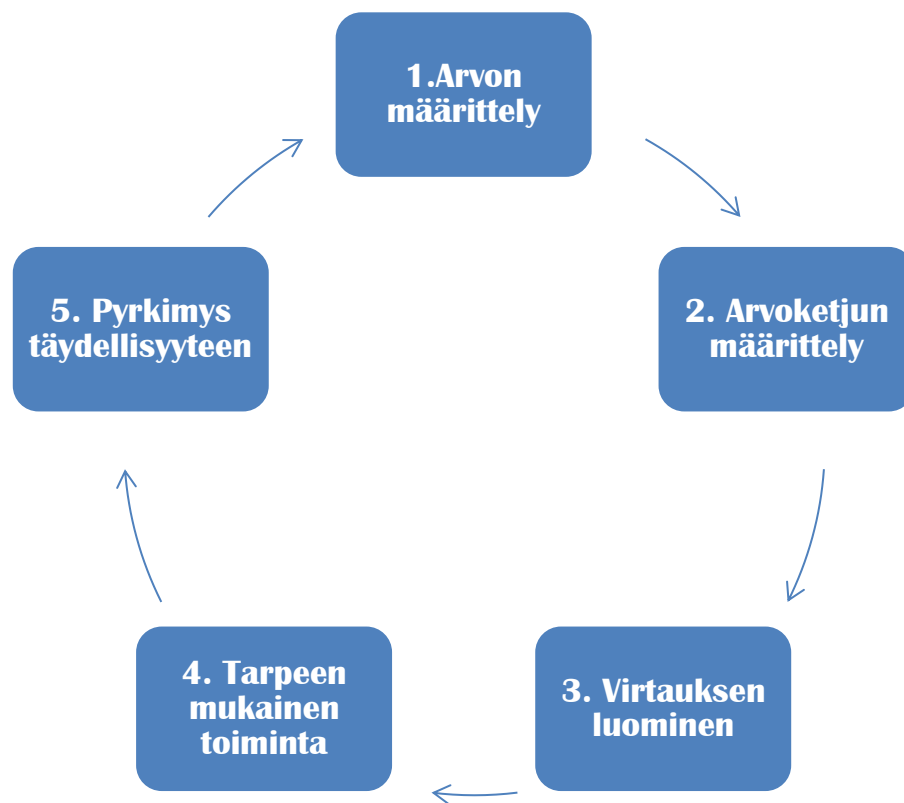 1.Arvon
määrittely
2. Arvoketjun
määrittely
3. Virtauksen
luominen
4. Tarpeen
mukainen
toiminta
5. Pyrkimys
täydellisyyteen